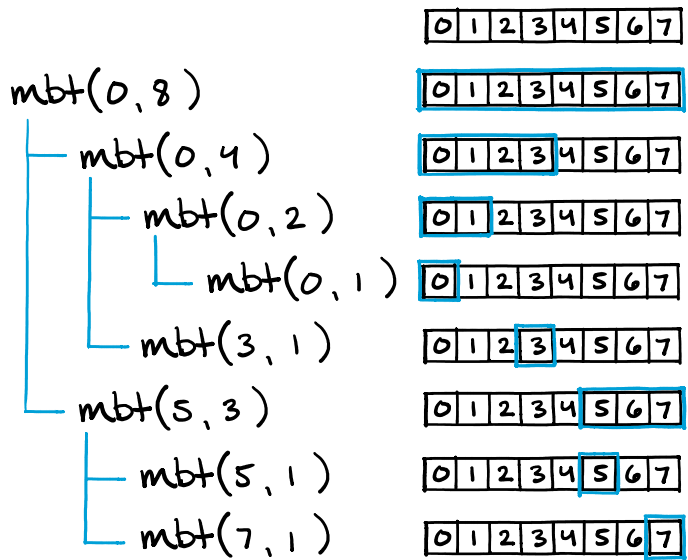 0 1 2 3 4 5 6 7
mbt(0,8) 0 1 2 3 4 5 6 7
mbt(0,4) 0 1 2 3 4 5 6 7
mbt(0,2) 0 1 2 3 4 5 6 7
mbt(0,1) 0 1 2 3 4 5 6 7
mbt(3,1) 0 1 2 3 4 5 6 7
mbt(5,3) 0 1 2 3 4 5 6 7
mbt(5,1) 0 1 2 3 4 5 6 7
mbt(7,1) 0 1 2 3 4 5 6 7